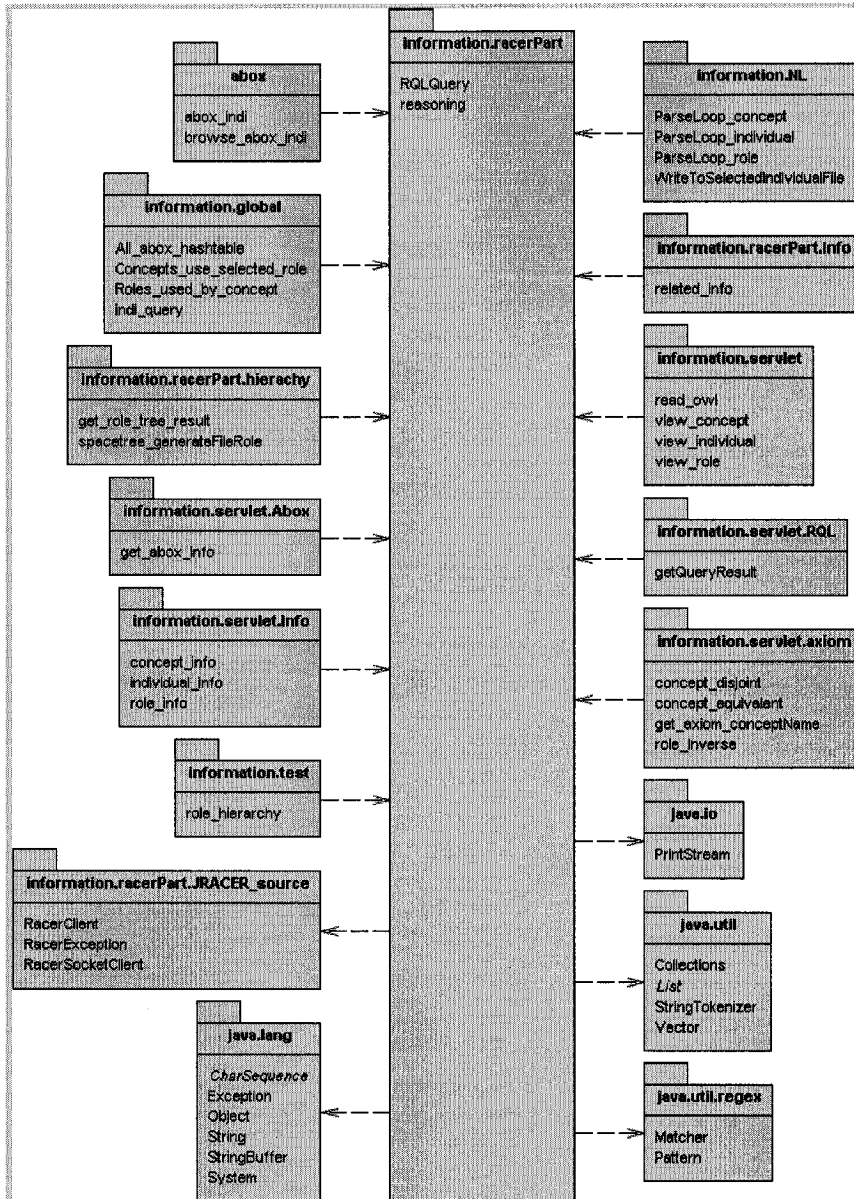 information.racerPart
RQLQuery
reasoning
abox
abox_indi
browse_abox_indi
information.global
All_abox_hashtable
Concepts_use_selected_role
Roles_used_by_concept
indi_query
information.racerPart.hierachy
get_role_tree_result
spacetree_generateFileRole
information.servlet.Abox
get_abox_info
information.servlet.Info
concept_info
individual_info
role_info
information.test
role_hierarchy
information.racerPart.JRACER_source
RacerClient
RacerException
RacerSocketClient
java.lang
CharSequence
Exception
Object
String
StringBuffer
System
information.NL
ParseLoop_concept
ParseLoop_individual
ParseLoop_role
WriteToSelectedIndividualFile
information.racerPart.Info
related_info
information.servlet
read_owl
view_concept
view_individual
view_role
information.servlet.RQL
getQueryResult
information.servlet.axiom
concept_disjoint
concept_equivalent
get_axiom_conceptName
role_inverse
java.io
PrintStream
java.util
Collections
List
StringTokenizer
Vector
java.util.regex
Matcher
Pattern